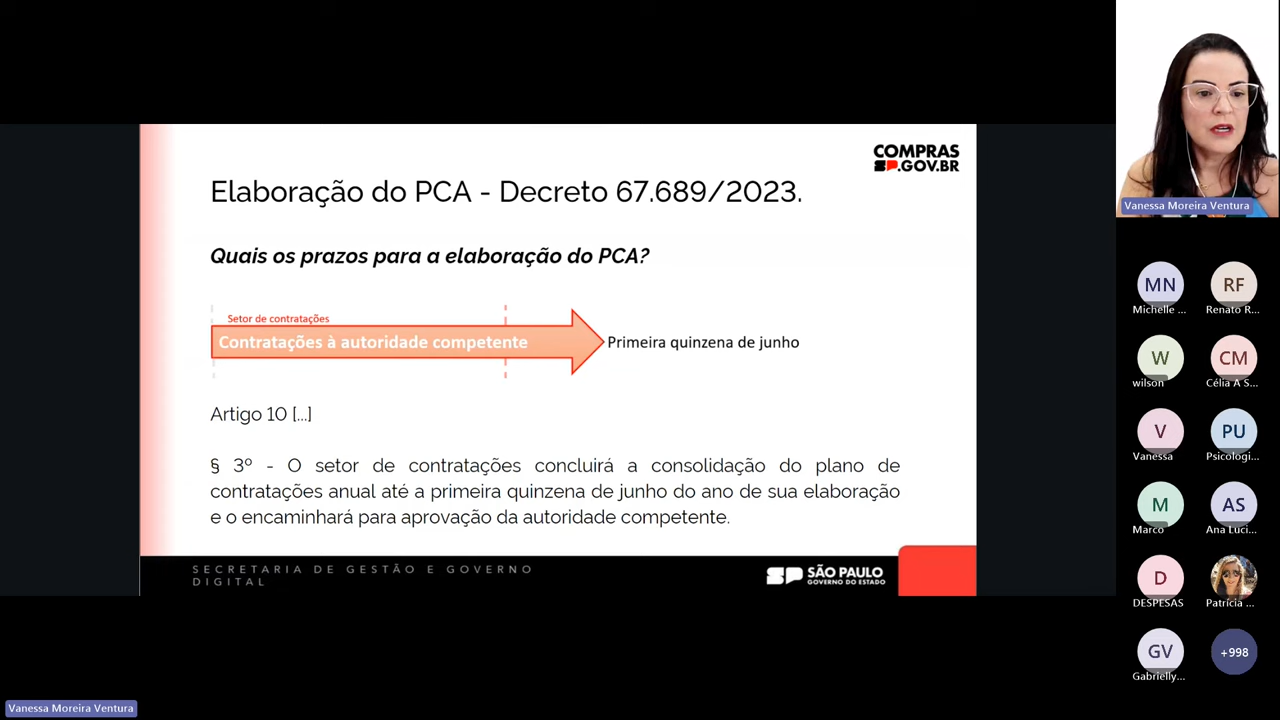 COMPRAS
SP.GOV.BR
Elaboração do PCA - Decreto 67.689/2023.
Quais os prazos para a elaboração do PCA?
Setor de contratações
Contratações à autoridade competente
Primeira quinzena de junho
Artigo 10 [...]
§ 3º - O setor de contratações concluirá a consolidação do plano de
contratações anual até a primeira quinzena de junho do ano de sua elaboração
e o encaminhará para aprovação da autoridade competente.
SECRETARIA DE GESTÃO E GOVERNO
DIGITAL
SP SÃO PAULO
GOVERNO DO ESTADO
Vanessa Moreira Ventura
MN
RF
Michelle ...
Renato R...
W
CM
wilson
Célia A S...
V
PU
Vanessa
Psicologi...
M
AS
Marco
Ana Luci...
D
DESPESAS
Patrícia ...
GV
+998
Gabrielly...
Vanessa Moreira Ventura